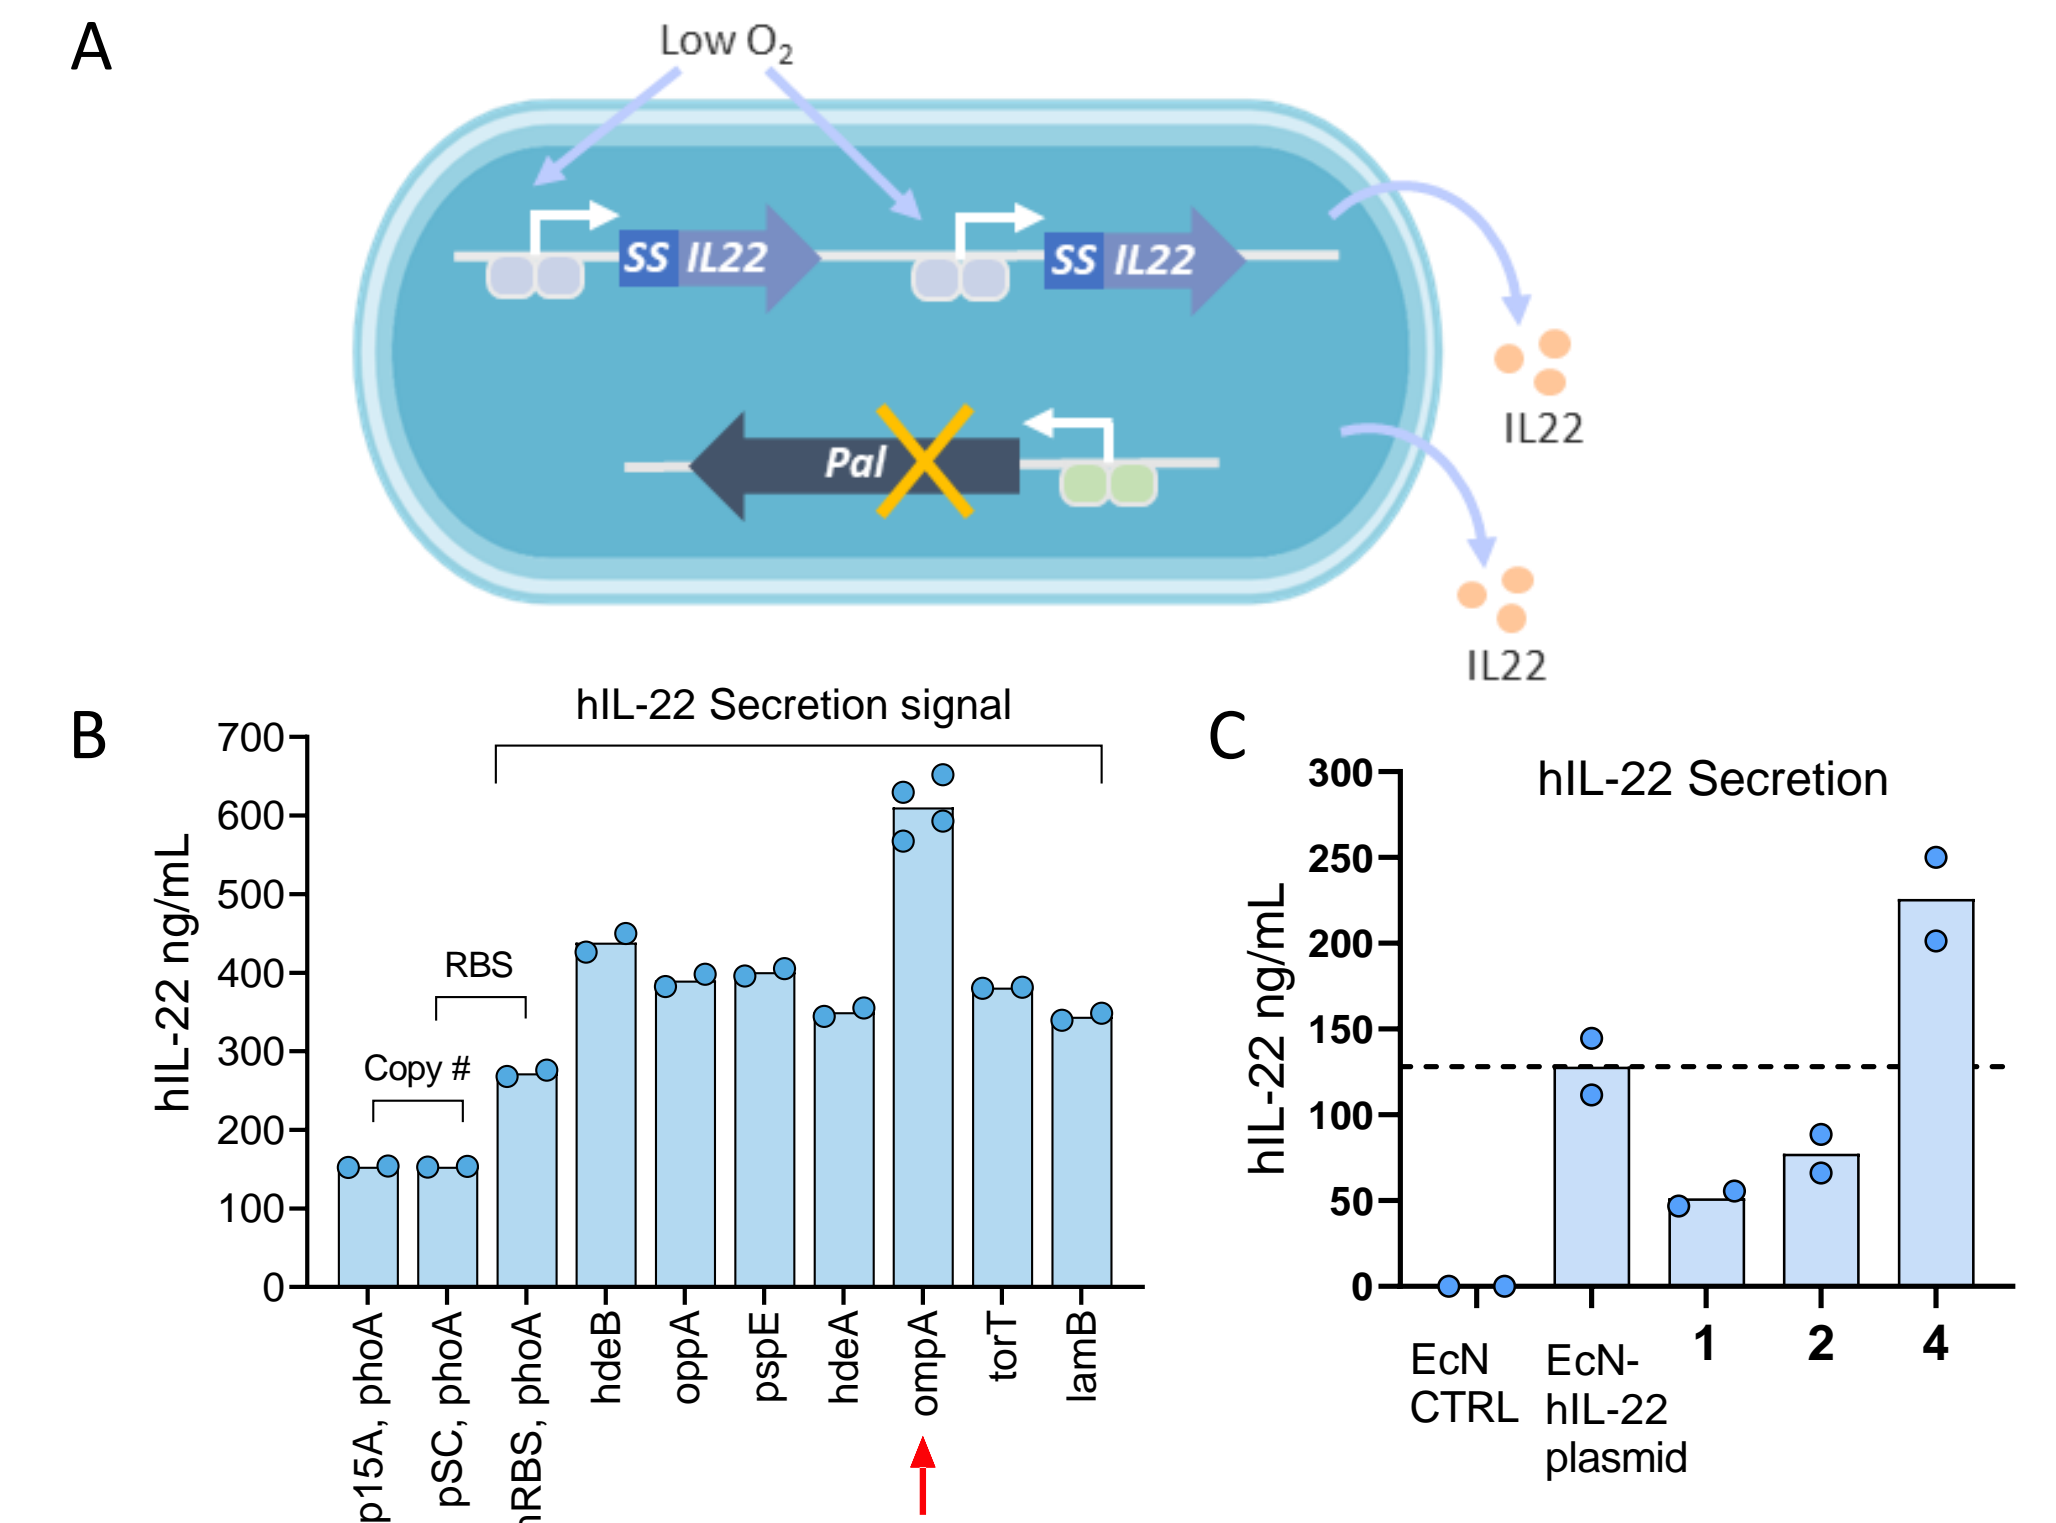 A
Low O₂
SS IL22
SS IL22
IL22
Pal
IL22
B
hIL-22 Secretion signal
hIL-22 ng/mL
700
600
500
400
300
200
100
0
RBS
Copy #
p15A, phoA
pSC, phoA
RBS, phoA
hdeB
oppA
pspE
hdeA
ompA
torT
lamB
C
hIL-22 Secretion
hIL-22 ng/mL
300
250
200
150
100
50
0
EcN
CTRL
EcN-
hIL-22
plasmid
1
2
4